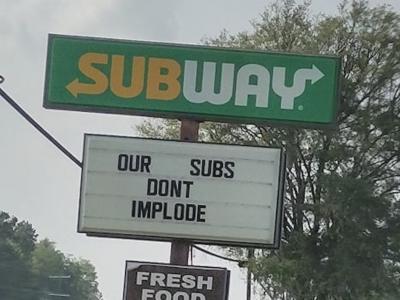 SUBWAY
OUR SUBS
DONT
IMPLODE
FRESH
FOOD